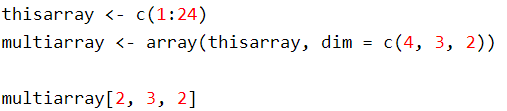 thisarray <- c(1:24)
multiarray <- array(thisarray, dim = c(4, 3, 2))
multiarray[2, 3, 2]